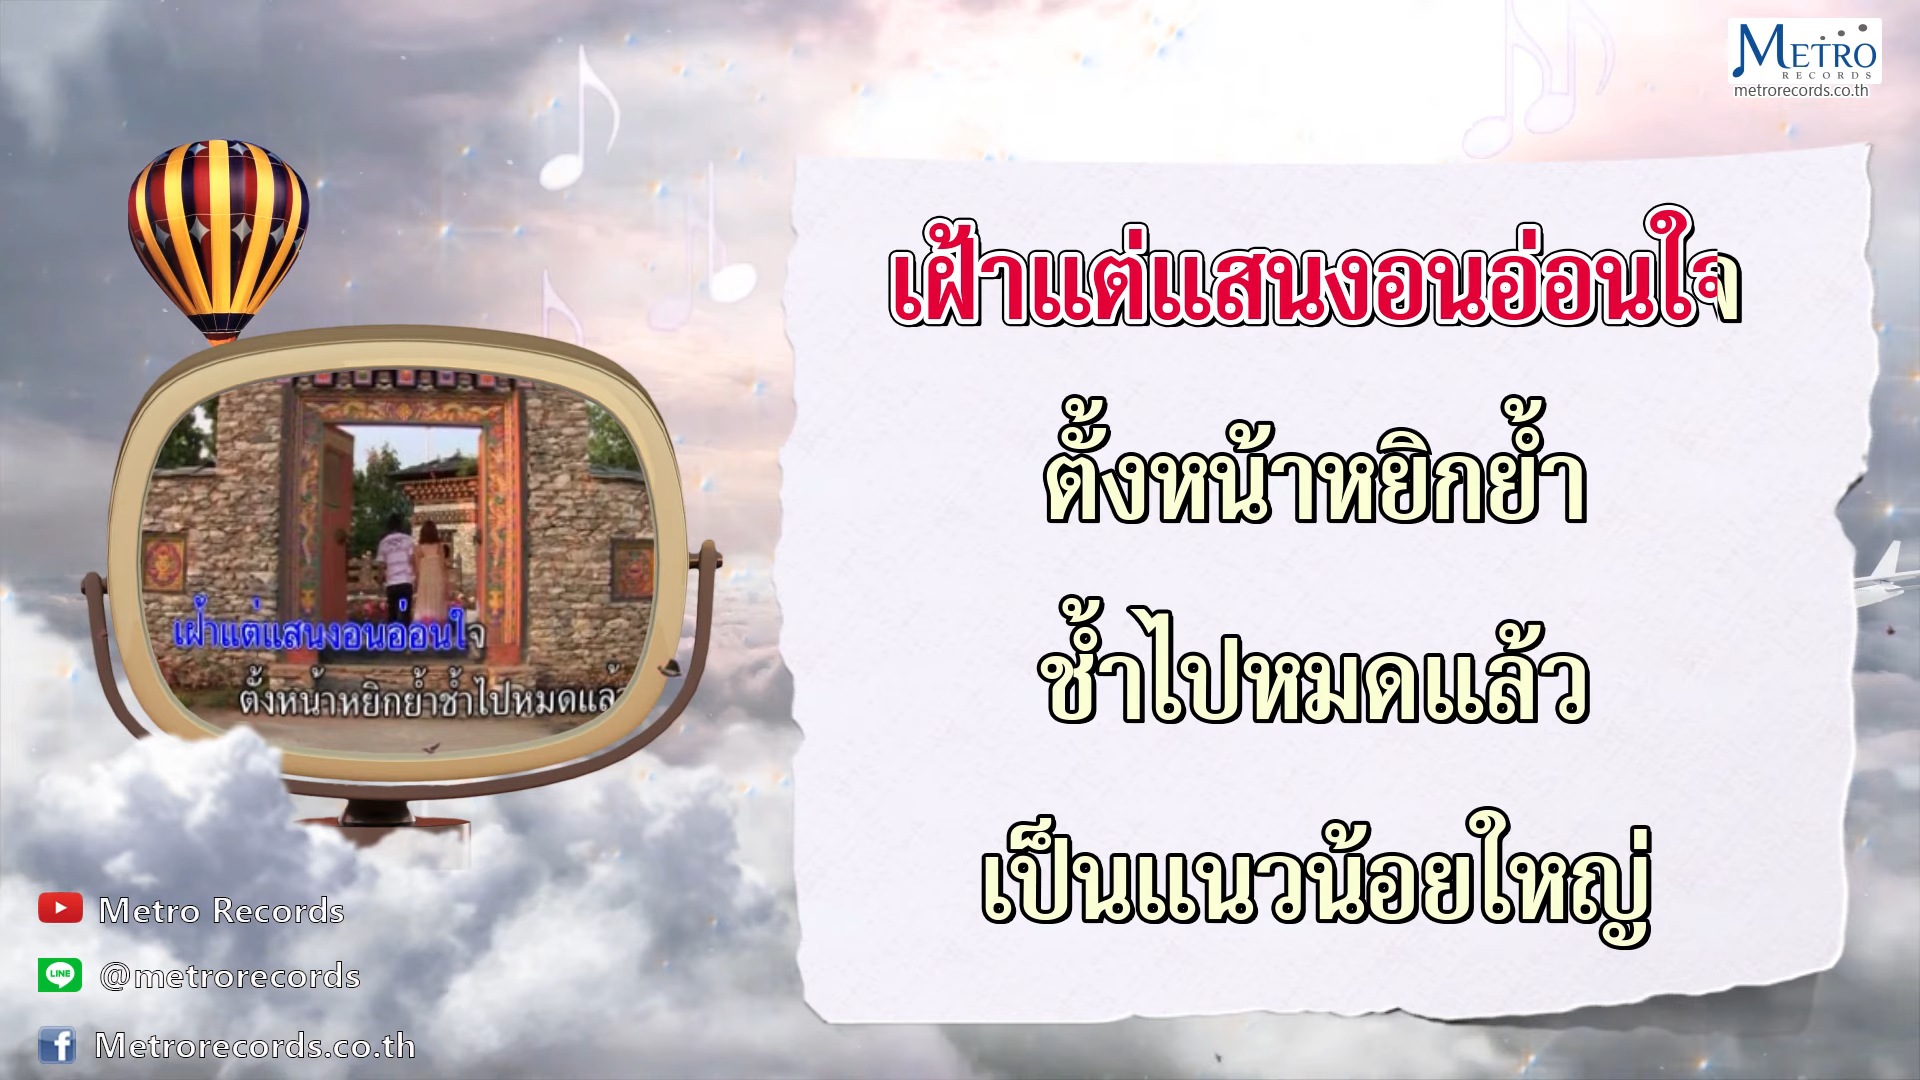 METRO
RECORDS
metrorecords.co.th
เฝ้าแต่แสนงอนอ่อนใจ
ตั้งหน้าหยิกย้ำ
ช้ำไปหมดแล้ว
เป็นแนวน้อยใหญ่
เฝ้าแต่แสนงอนอ่อนใจ
ตั้งหน้าหยิกย้ำช้ำไปหมดแล้
Metro Records
LINE
@metrorecords
f
Metrorecords.co.th